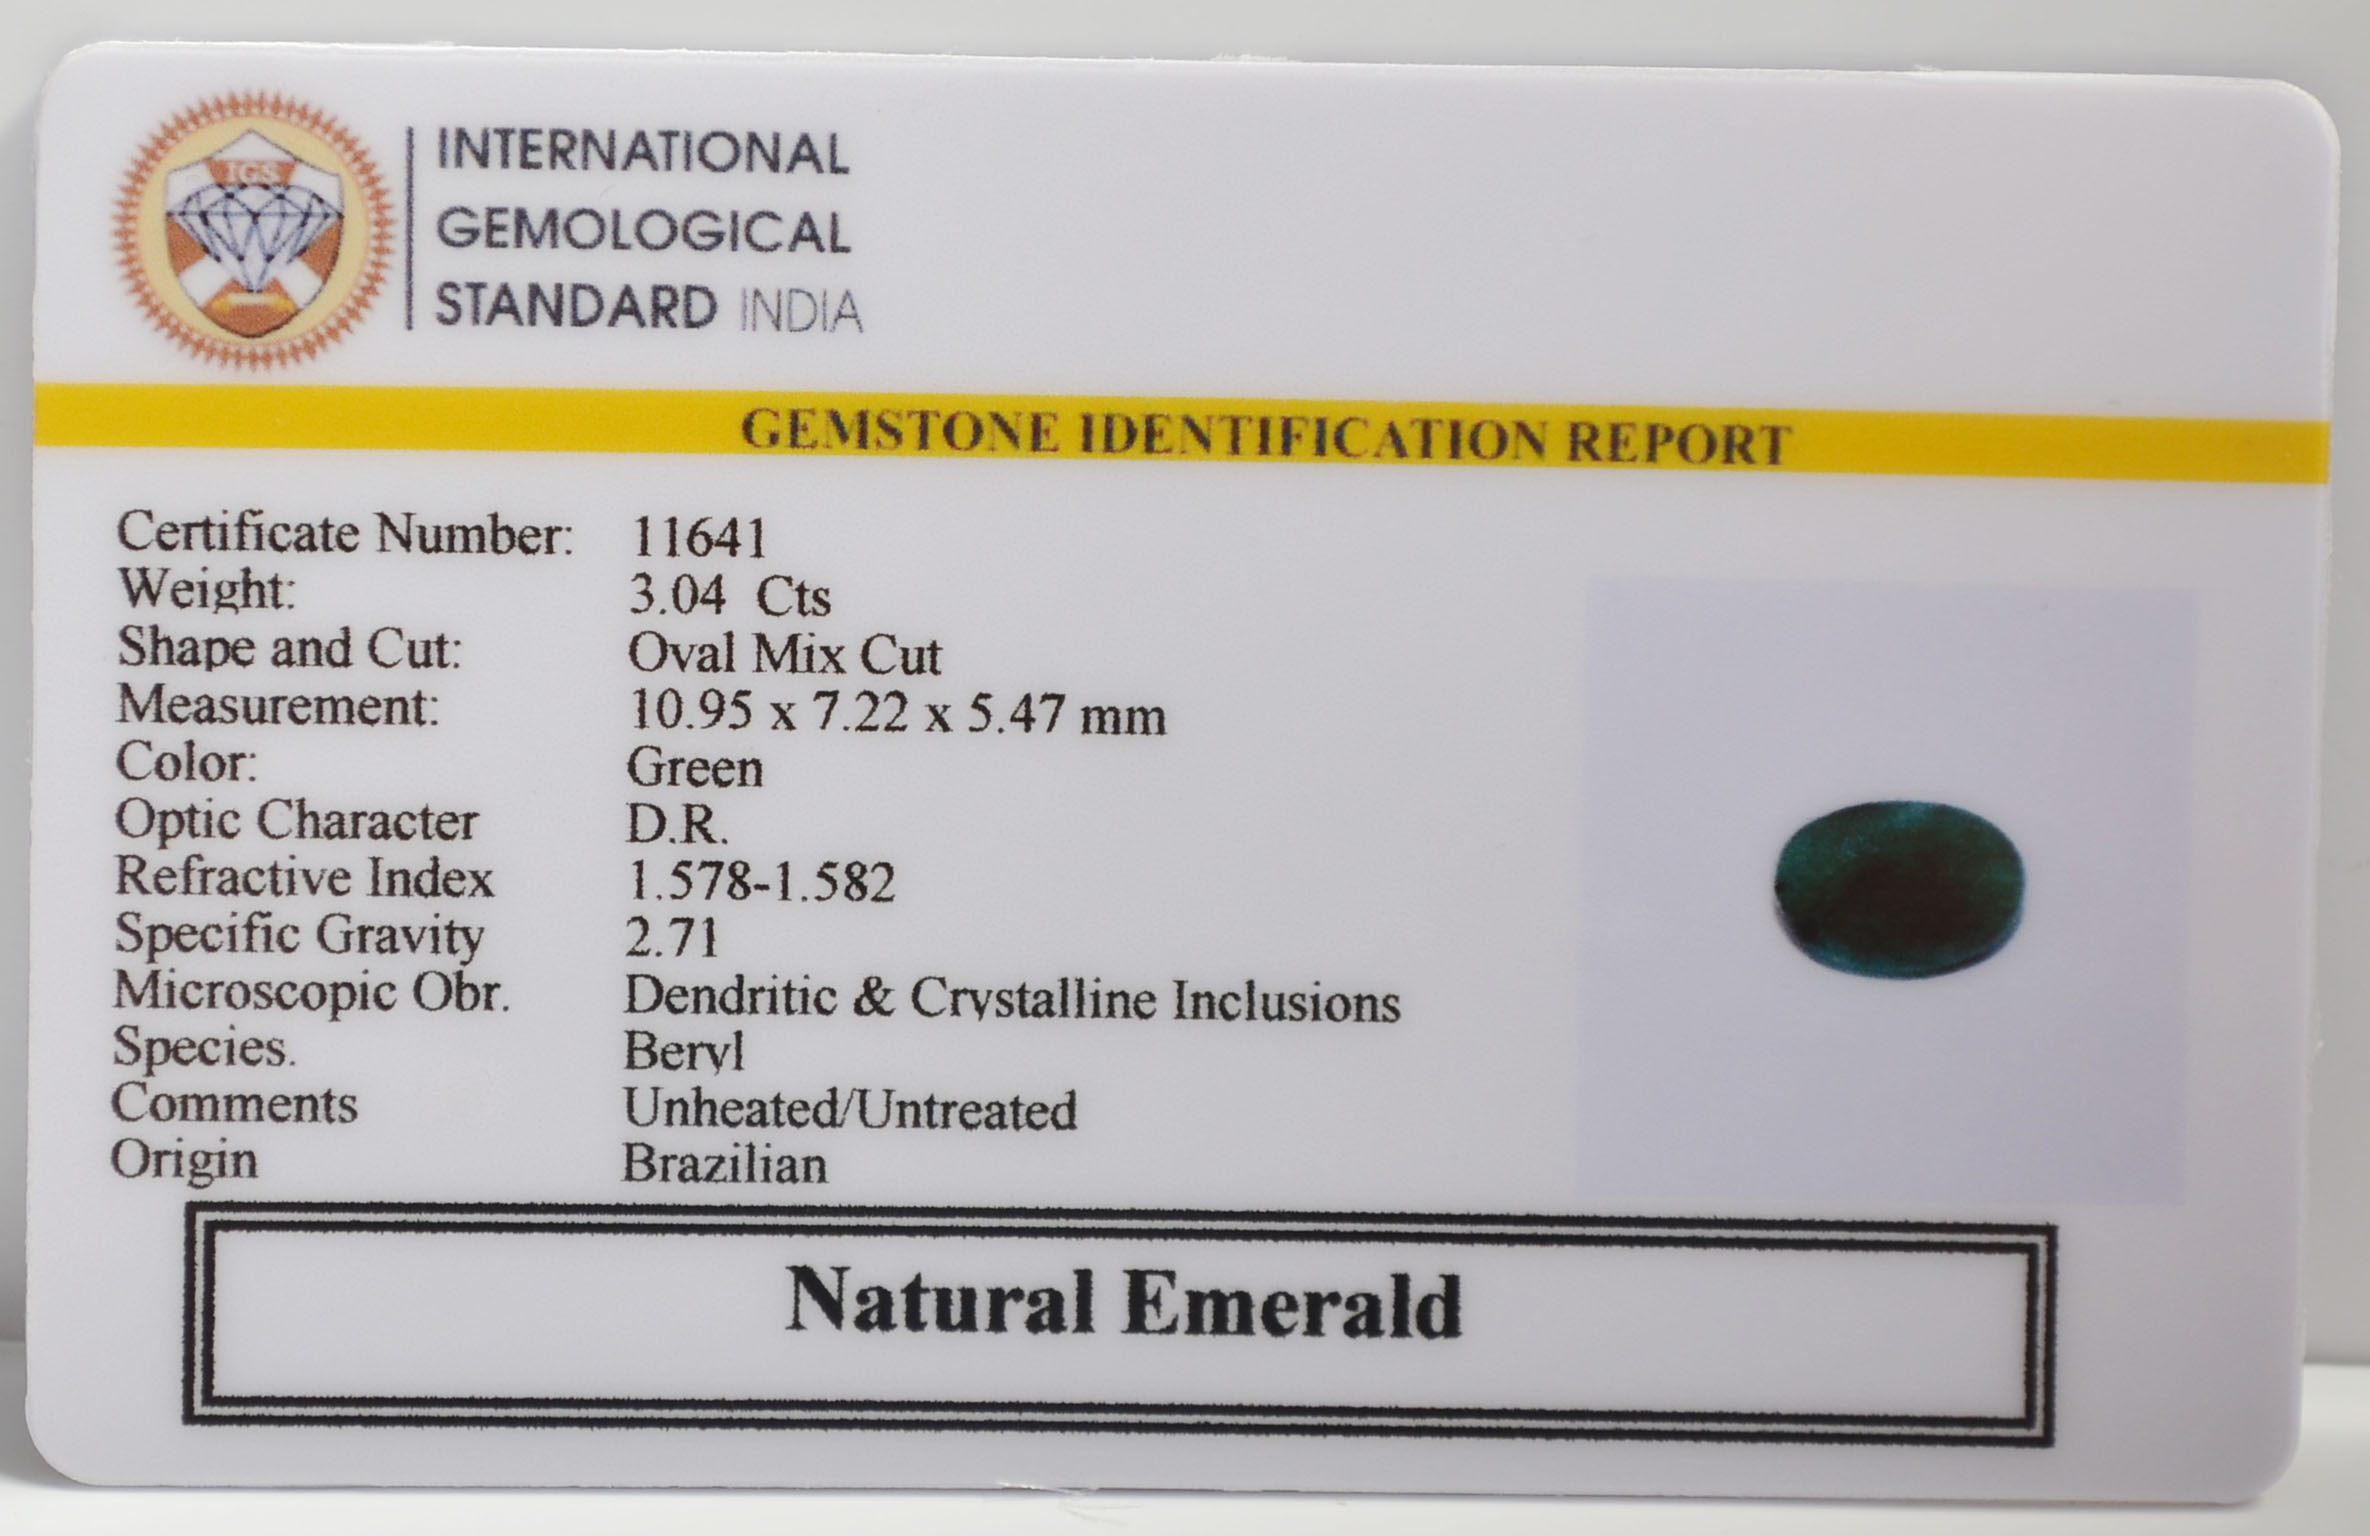 IGS
INTERNATIONAL
GEMOLOGICAL
STANDARD INDIA
GEMSTONE IDENTIFICATION REPORT
Certificate Number: 11641
Weight: 3.04 Cts
Shape and Cut: Oval Mix Cut
Measurement: 10.95 x 7.22 x 5.47 mm
Color: Green
Optic Character D.R.
Refractive Index 1.578-1.582
Specific Gravity 2.71
Microscopic Obr. Dendritic & Crystalline Inclusions
Species. Beryl
Comments Unheated/Untreated
Origin Brazilian
Natural Emerald